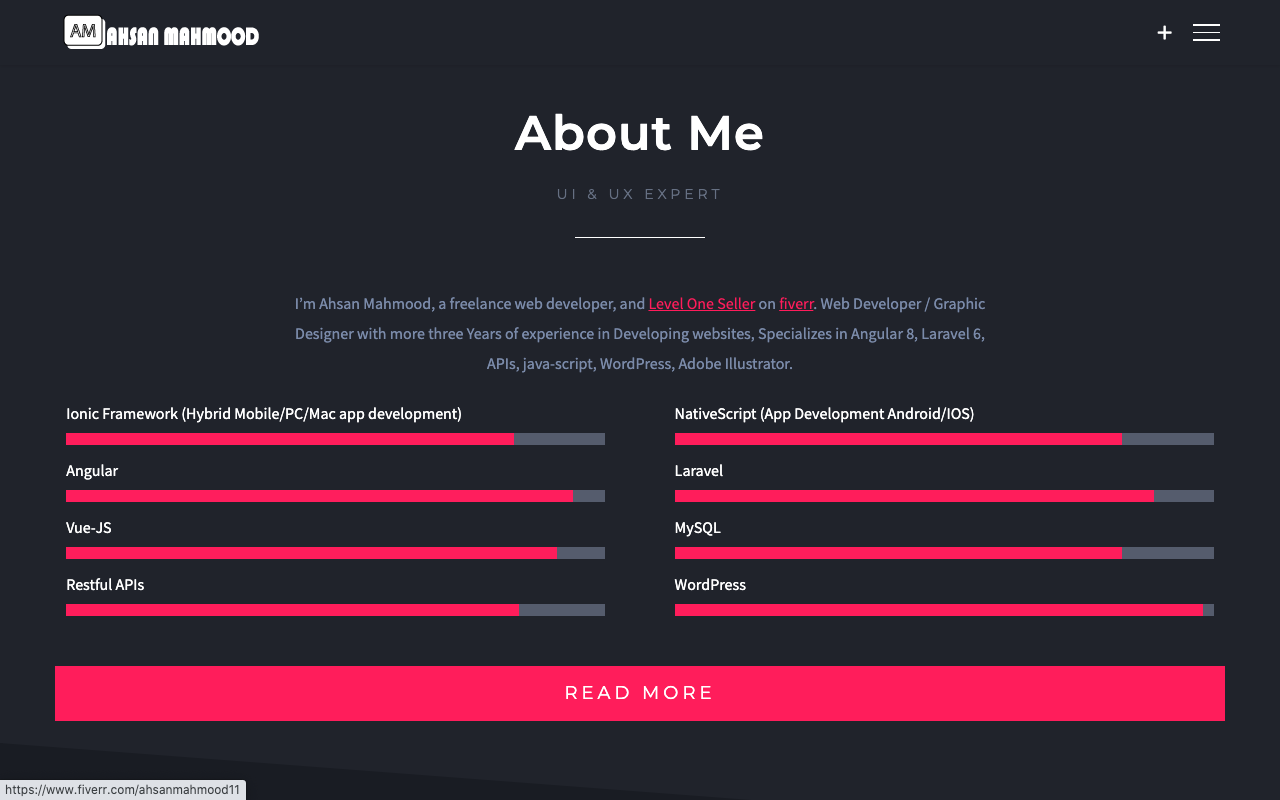 AM AHSAN MAHMOOD
+
About Me
UI & UX EXPERT
I'm Ahsan Mahmood, a freelance web developer, and Level One Seller on fiverr. Web Developer / Graphic
Designer with more three Years of experience in Developing websites, Specializes in Angular 8, Laravel 6,
APIs, java-script, WordPress, Adobe Illustrator.
Ionic Framework (Hybrid Mobile/PC/Mac app development)
NativeScript (App Development Android/IOS)
Angular
Laravel
Vue-JS
MySQL
Restful APIs
WordPress
READ MORE
https://www.fiverr.com/ahsanmahmood11